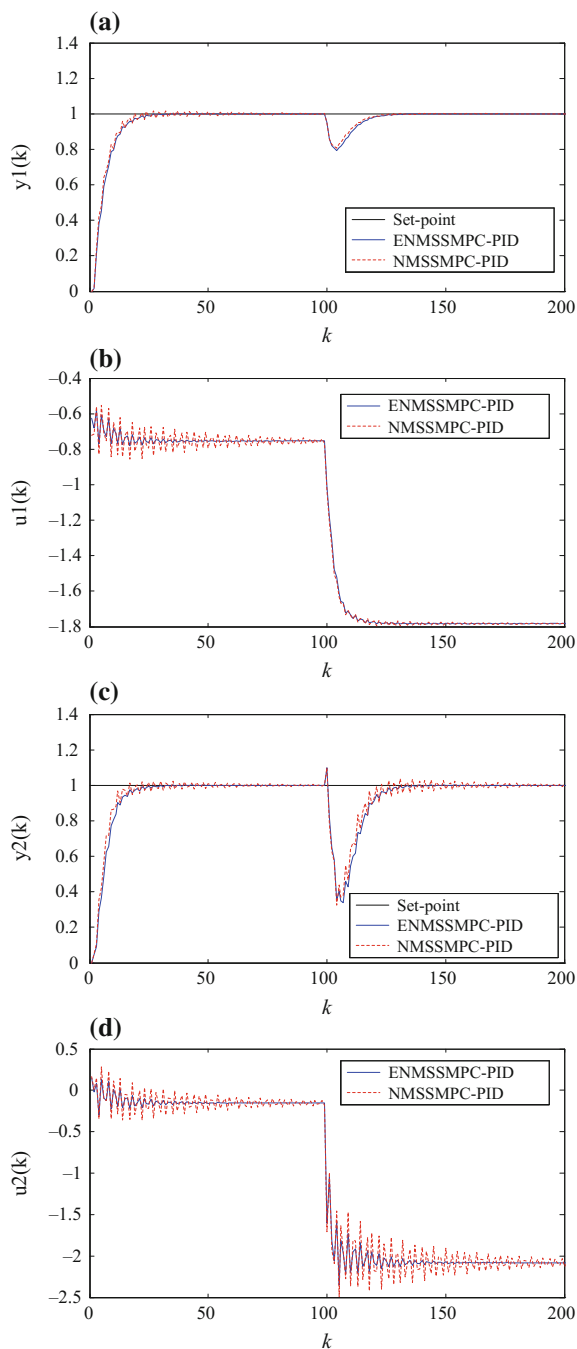 (a)
1.4
1.2
1
0.8
0.6
0.4
0.2
0
y1(k)
Set-point
ENMSSMPC-PID
NMSSMPC-PID
0 50 100 150 200
k
(b)
−0.4
−0.6
−0.8
−1
−1.2
−1.4
−1.6
−1.8
u1(k)
ENMSSMPC-PID
NMSSMPC-PID
0 50 100 150 200
k
(c)
1.4
1.2
1
0.8
0.6
0.4
0.2
0
y2(k)
Set-point
ENMSSMPC-PID
NMSSMPC-PID
0 50 100 150 200
k
(d)
0.5
0
−0.5
−1
−1.5
−2
−2.5
u2(k)
ENMSSMPC-PID
NMSSMPC-PID
0 50 100 150 200
k